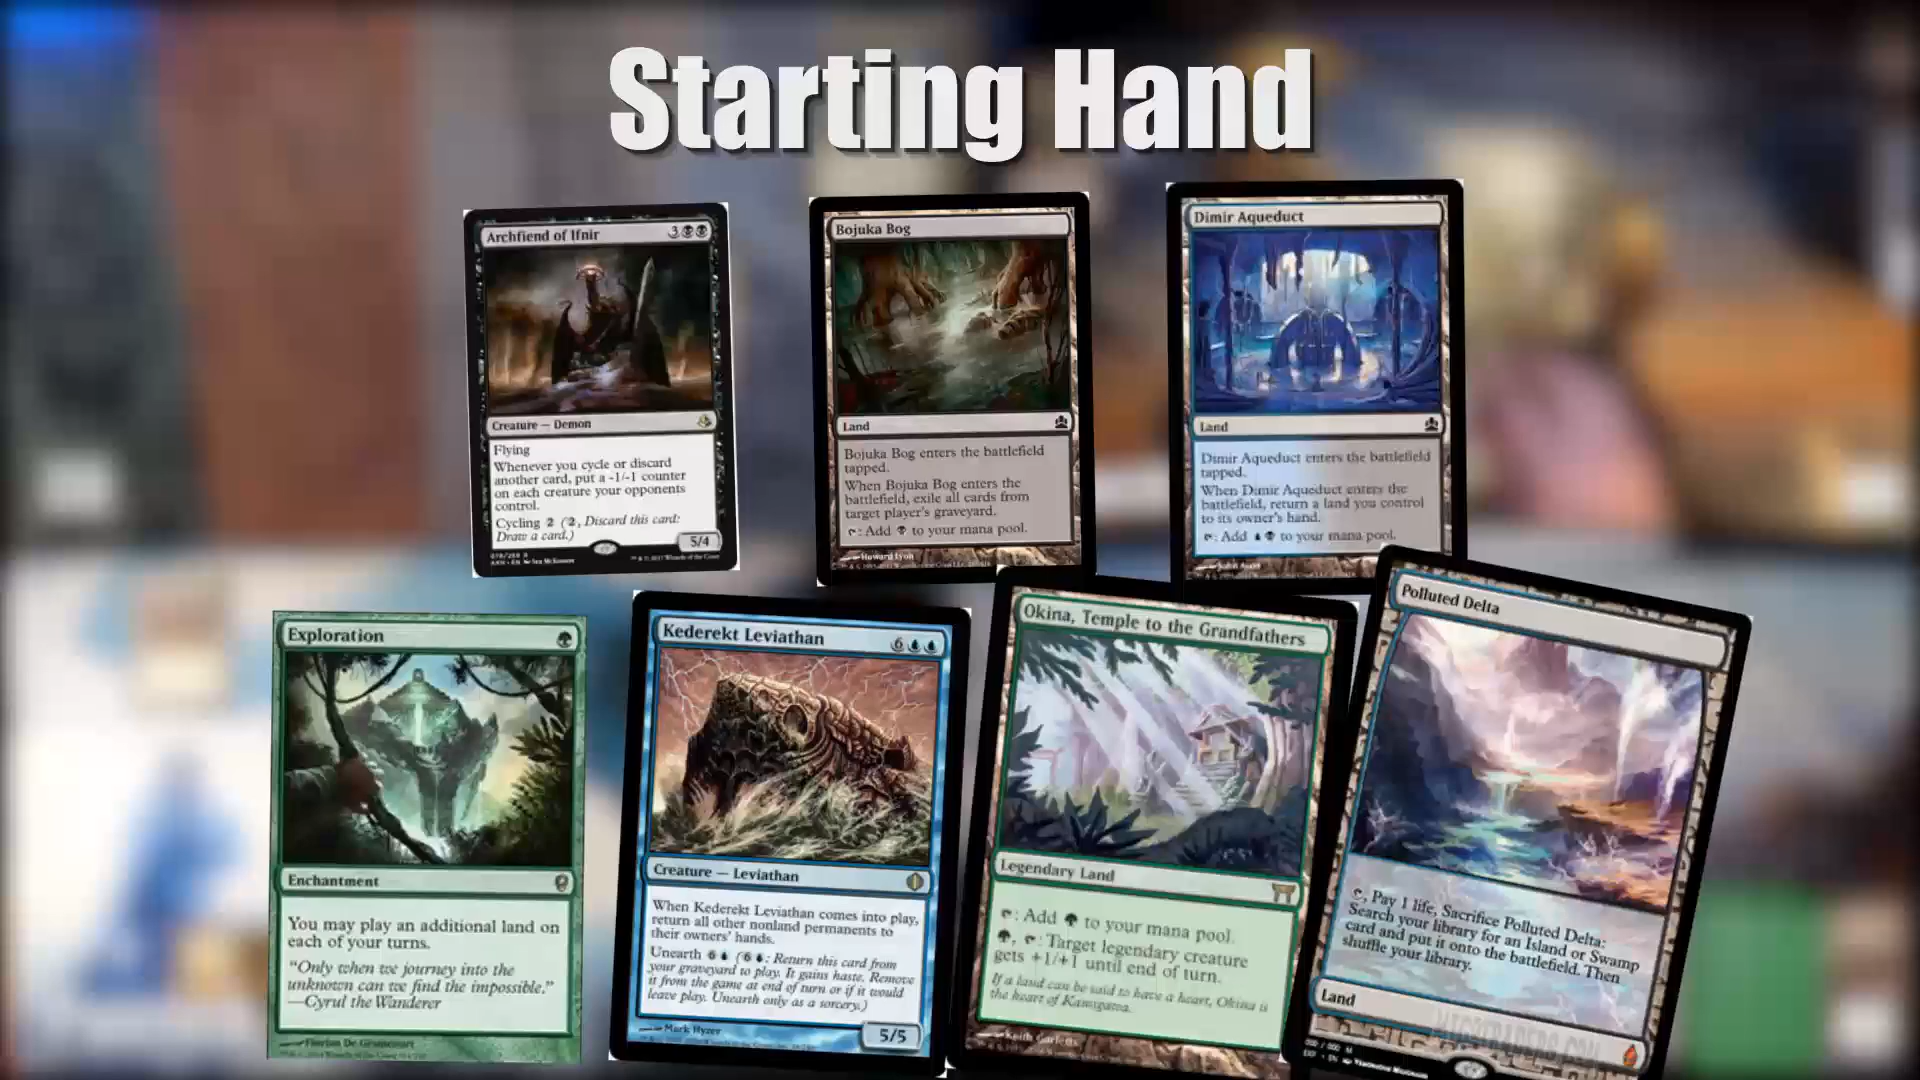 Starting Hand
Archfiend of Ifnir 3
Creature — Demon
Flying
Whenever you cycle or discard
another card, put a -1/-1 counter
on each creature your opponents
control.
Cycling 2 (2, Discard this card:
Draw a card.)
5/4
Bojuka Bog
Land
Bojuka Bog enters the battlefield
tapped.
When Bojuka Bog enters the
battlefield, exile all cards from
target player's graveyard.
: Add to your mana pool.
Howard Lyon
Dimir Aqueduct
Land
Dimir Aqueduct enters the battlefield
tapped.
When Dimir Aqueduct enters the
battlefield, return a land you control
to its owner's hand.
: Add to your mana pool.
Exploration
Enchantment
You may play an additional land on
each of your turns.
"Only when we journey into the
unknown can we find the impossible."
—Cyrul the Wanderer
Kederekt Leviathan 6
Creature — Leviathan
When Kederekt Leviathan comes into play,
return all other nonland permanents to
their owners' hands.
Unearth 6 (6: Return this card from
your graveyard to play. It gains haste. Remove
it from the game at end of turn or if it would
leave play. Unearth only as a sorcery.)
Mark Hyzer
5/5
Okina, Temple to the Grandfathers
Legendary Land
: Add to your mana pool.
, : Target legendary creature
gets +1/+1 until end of turn.
If a land can be said to have a heart, Okina is
the heart of Kamigawa.
Polluted Delta
, Pay 1 life, Sacrifice Polluted Delta:
Search your library for an Island or Swamp
card and put it onto the battlefield. Then
shuffle your library.
Land